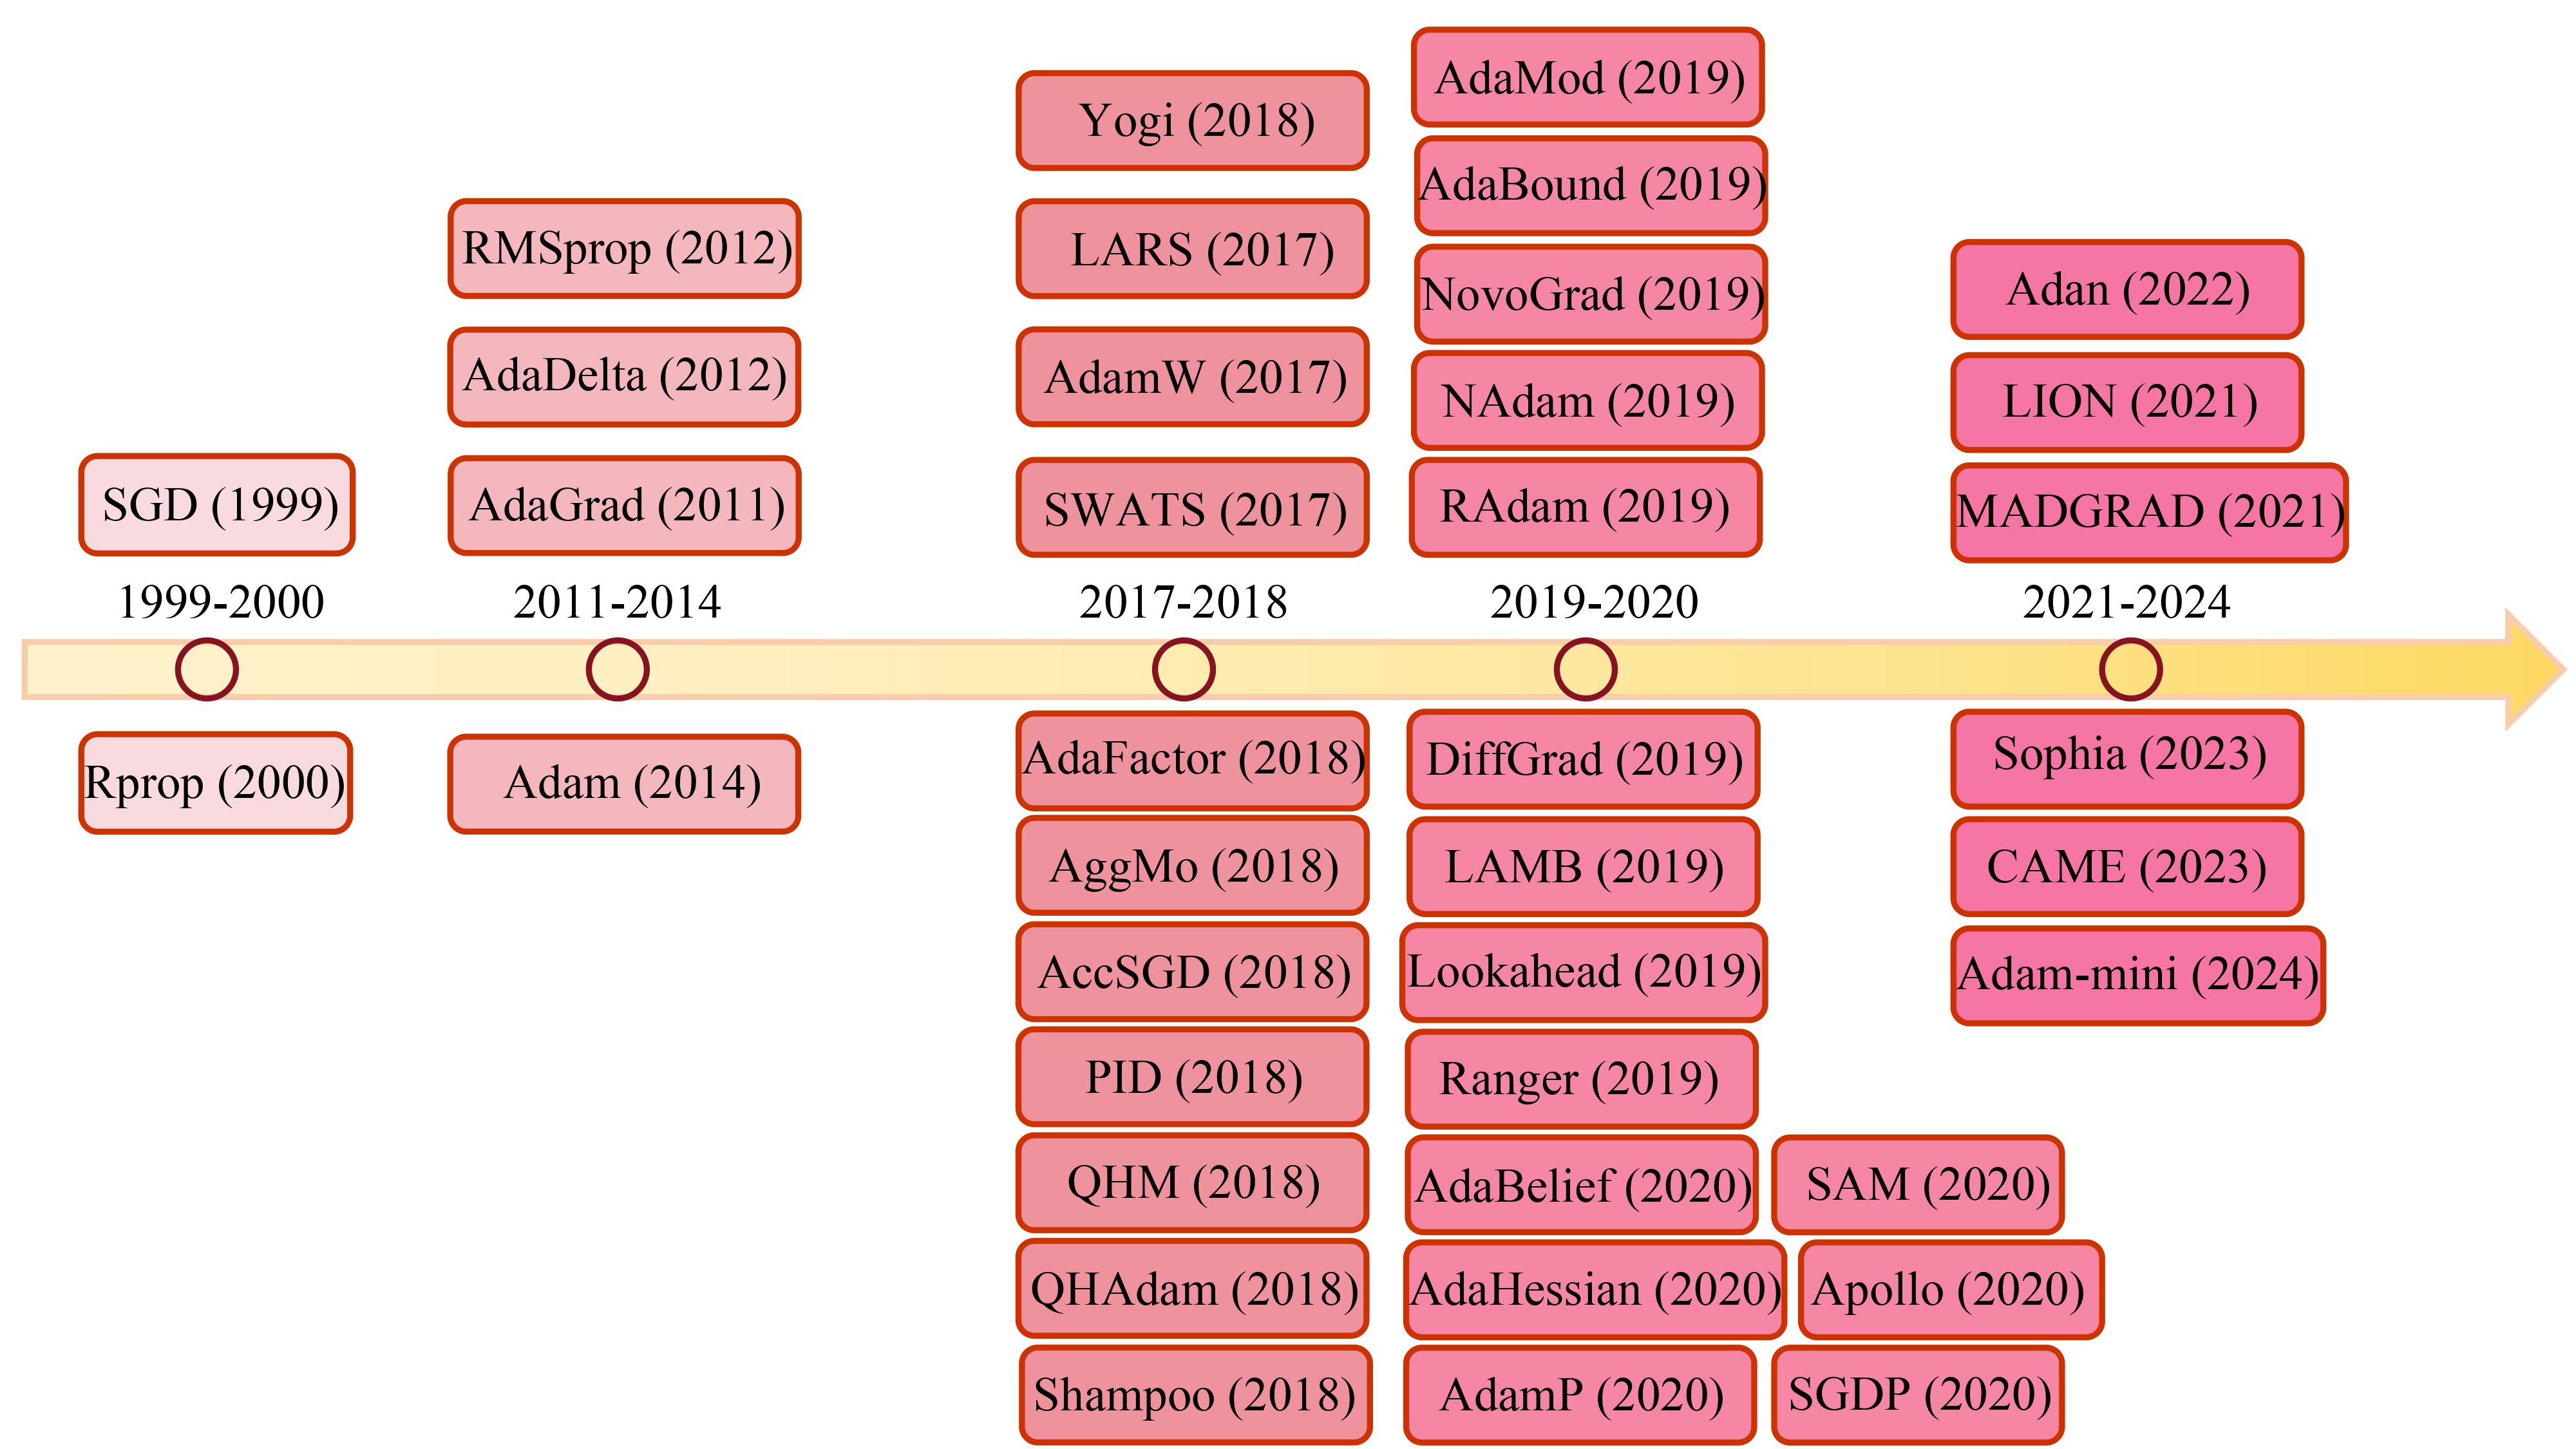 SGD (1999)
1999-2000
Rprop (2000)
RMSprop (2012)
AdaDelta (2012)
AdaGrad (2011)
2011-2014
Adam (2014)
Yogi (2018)
LARS (2017)
AdamW (2017)
SWATS (2017)
2017-2018
AdaFactor (2018)
AggMo (2018)
AccSGD (2018)
PID (2018)
QHM (2018)
QHAdam (2018)
Shampoo (2018)
AdaMod (2019)
AdaBound (2019)
NovoGrad (2019)
NAdam (2019)
RAdam (2019)
2019-2020
DiffGrad (2019)
LAMB (2019)
Lookahead (2019)
Ranger (2019)
AdaBelief (2020)
SAM (2020)
AdaHessian (2020)
Apollo (2020)
AdamP (2020)
SGDP (2020)
Adan (2022)
LION (2021)
MADGRAD (2021)
2021-2024
Sophia (2023)
CAME (2023)
Adam-mini (2024)